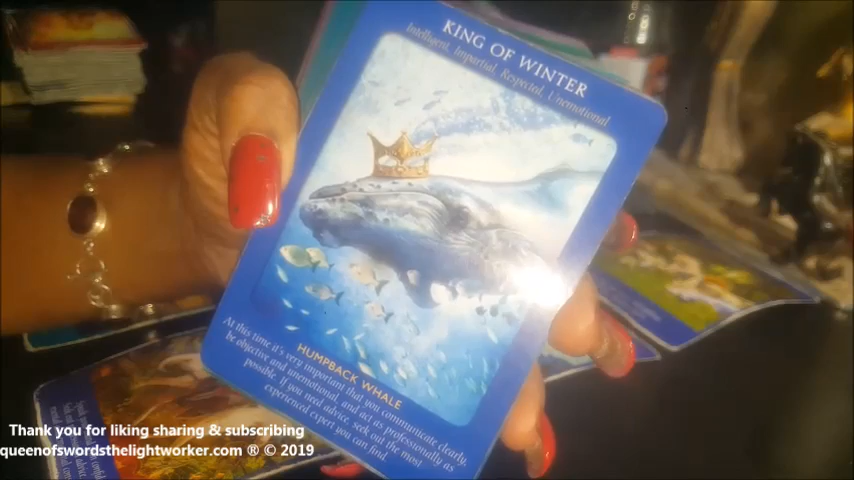 KING OF WINTER
Intelligent, Impartial, Respected, Unemotional
HUMPBACK WHALE
At this time it's very important that you communicate clearly,
be objective and unemotional, and act as professionally as
possible. If you need advice, seek out the most
experienced expert you can find.
Thank you for liking sharing & subscribing
queenofswordsthelightworker.com ® © 2019